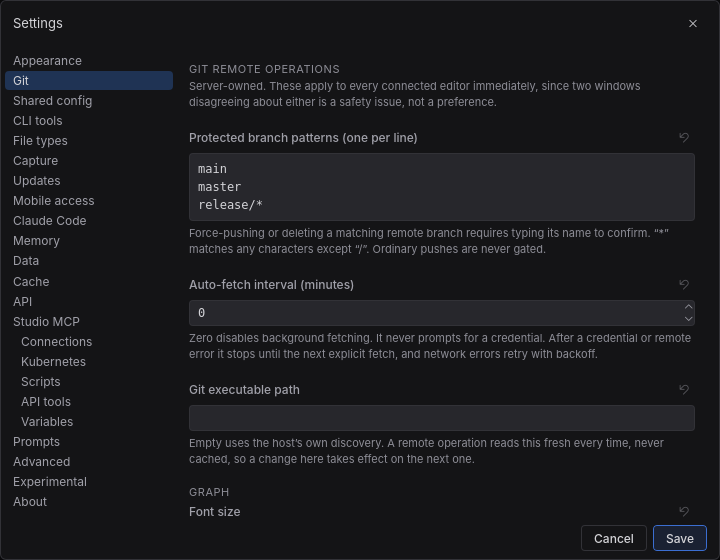 Settings
Appearance
Git
Shared config
CLI tools
File types
Capture
Updates
Mobile access
Claude Code
Memory
Data
Cache
API
Studio MCP
Connections
Kubernetes
Scripts
API tools
Variables
Prompts
Advanced
Experimental
About
GIT REMOTE OPERATIONS
Server-owned. These apply to every connected editor immediately, since two windows
disagreeing about either is a safety issue, not a preference.
Protected branch patterns (one per line)
main
master
release/*
Force-pushing or deleting a matching remote branch requires typing its name to confirm. “*”
matches any characters except “/”. Ordinary pushes are never gated.
Auto-fetch interval (minutes)
0
Zero disables background fetching. It never prompts for a credential. After a credential or remote
error it stops until the next explicit fetch, and network errors retry with backoff.
Git executable path
Empty uses the host’s own discovery. A remote operation reads this fresh every time, never
cached, so a change here takes effect on the next one.
GRAPH
Font size
Cancel
Save